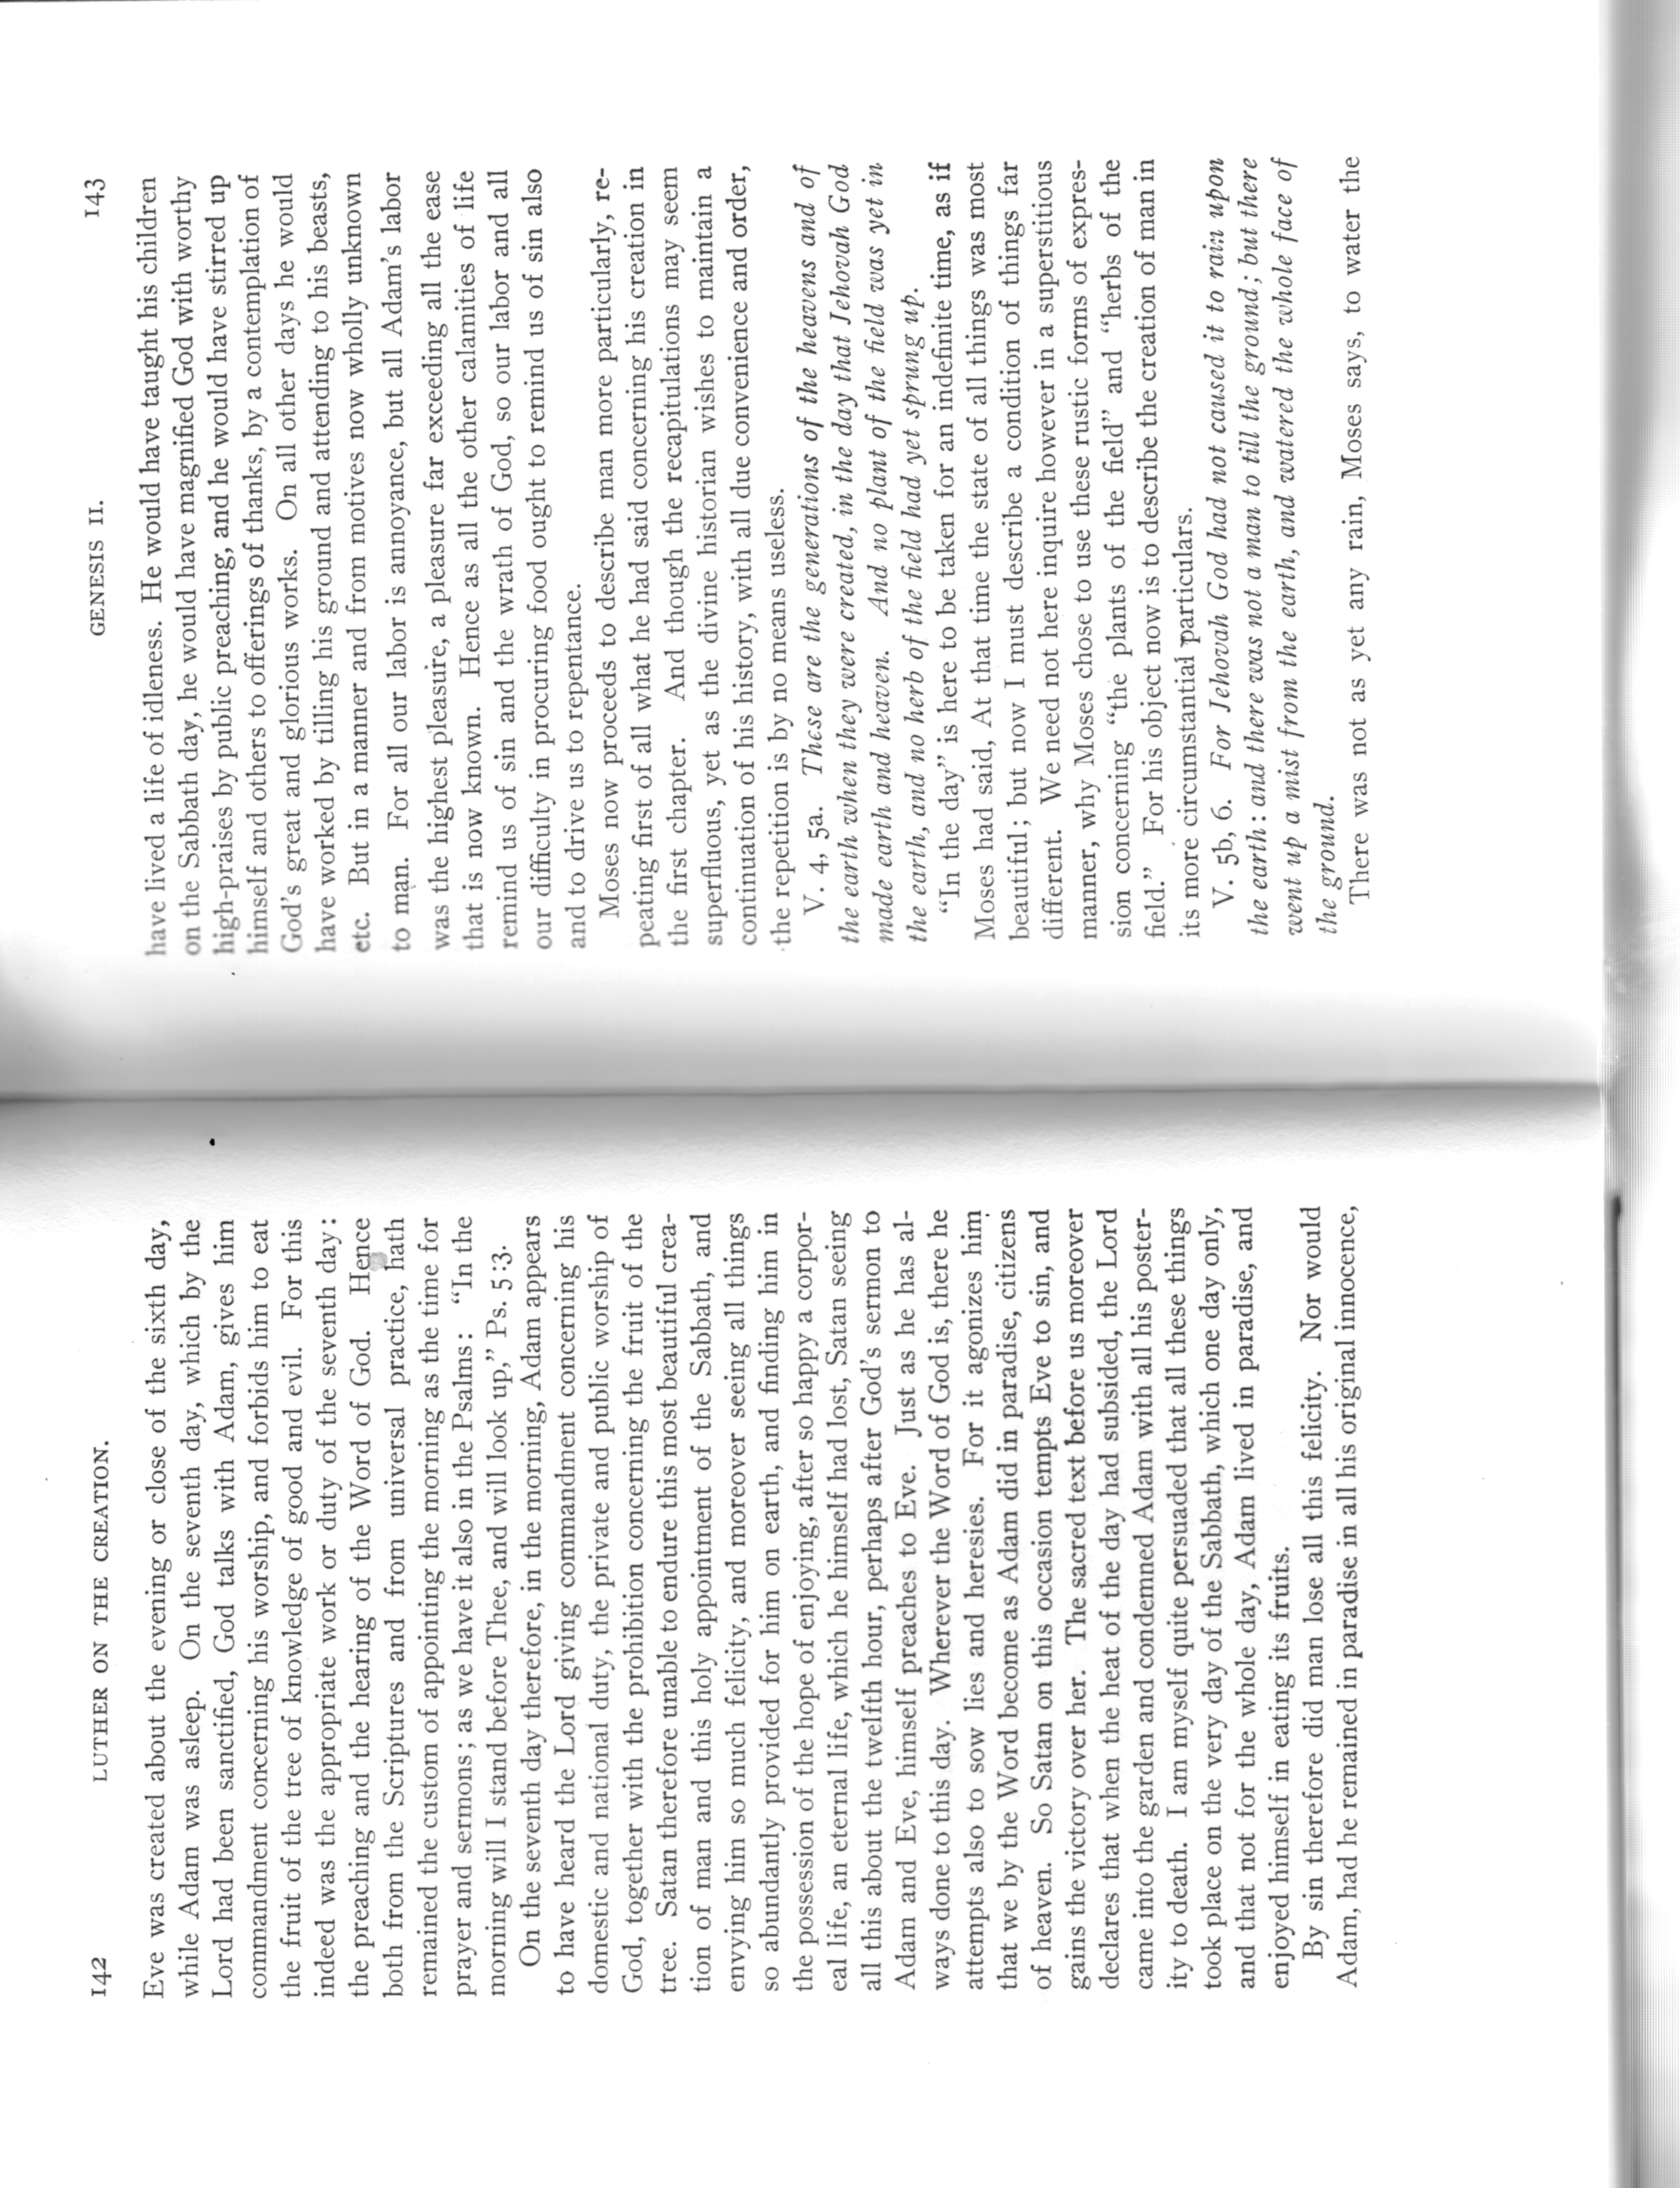 142 LUTHER ON THE CREATION.
Eve was created about the evening or close of the sixth day,
while Adam was asleep. On the seventh day, which by the
Lord had been sanctified, God talks with Adam, gives him
commandment concerning his worship, and forbids him to eat
the fruit of the tree of knowledge of good and evil. For this
indeed was the appropriate work or duty of the seventh day:
the preaching and the hearing of the Word of God. Hence
both from the Scriptures and from universal practice, hath
remained the custom of appointing the morning as the time for
prayer and sermons; as we have it also in the Psalms: "In the
morning will I stand before Thee, and will look up," Ps. 5:3.
On the seventh day therefore, in the morning, Adam appears
to have heard the Lord giving commandment concerning his
domestic and national duty, the private and public worship of
God, together with the prohibition concerning the fruit of the
tree. Satan therefore unable to endure this most beautiful crea-
tion of man and this holy appointment of the Sabbath, and
envying him so much felicity, and moreover seeing all things
so abundantly provided for him on earth, and finding him in
the possession of the hope of enjoying, after so happy a corpor-
eal life, an eternal life, which he himself had lost, Satan seeing
all this about the twelfth hour, perhaps after God's sermon to
Adam and Eve, himself preaches to Eve. Just as he has al-
ways done to this day. Wherever the Word of God is, there he
attempts also to sow lies and heresies. For it agonizes him
that we by the Word become as Adam did in paradise, citizens
of heaven. So Satan on this occasion tempts Eve to sin, and
gains the victory over her. The sacred text before us moreover
declares that when the heat of the day had subsided, the Lord
came into the garden and condemned Adam with all his poster-
ity to death. I am myself quite persuaded that all these things
took place on the very day of the Sabbath, which one day only,
and that not for the whole day, Adam lived in paradise, and
enjoyed himself in eating its fruits.
By sin therefore did man lose all this felicity. Nor would
Adam, had he remained in paradise in all his original innocence,
GENESIS II. 143
have lived a life of idleness. He would have taught his children
on the Sabbath day, he would have magnified God with worthy
high-praises by public preaching, and he would have stirred up
himself and others to offerings of thanks, by a contemplation of
God's great and glorious works. On all other days he would
have worked by tilling his ground and attending to his beasts,
etc. But in a manner and from motives now wholly unknown
to man. For all our labor is annoyance, but all Adam's labor
was the highest pleasure, a pleasure far exceeding all the ease
that is now known. Hence as all the other calamities of life
remind us of sin and the wrath of God, so our labor and all
our difficulty in procuring food ought to remind us of sin also
and to drive us to repentance.
Moses now proceeds to describe man more particularly, re-
peating first of all what he had said concerning his creation in
the first chapter. And though the recapitulations may seem
superfluous, yet as the divine historian wishes to maintain a
continuation of his history, with all due convenience and order,
the repetition is by no means useless.
V. 4, 5a. These are the generations of the heavens and of
the earth when they were created, in the day that Jehovah God
made earth and heaven. And no plant of the field was yet in
the earth, and no herb of the field had yet sprung up.
"In the day" is here to be taken for an indefinite time, as if
Moses had said, At that time the state of all things was most
beautiful; but now I must describe a condition of things far
different. We need not here inquire however in a superstitious
manner, why Moses chose to use these rustic forms of expres-
sion concerning "the plants of the field" and "herbs of the
field." For his object now is to describe the creation of man in
its more circumstantial particulars.
V. 5b, 6. For Jehovah God had not caused it to rain upon
the earth: and there was not a man to till the ground; but there
went up a mist from the earth, and watered the whole face of
the ground.
There was not as yet any rain, Moses says, to water the